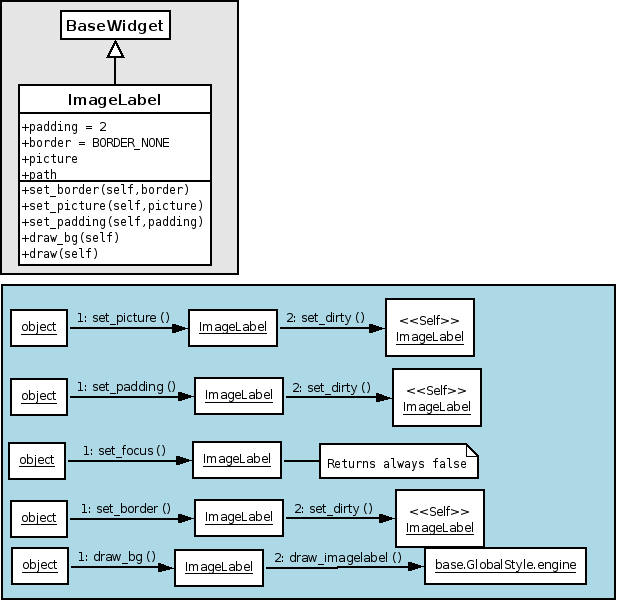 BaseWidget
ImageLabel
+padding = 2
+border = BORDER_NONE
+picture
+path
+set_border(self,border)
+set_picture(self,picture)
+set_padding(self,padding)
+draw_bg(self)
+draw(self)
object
1: set_picture ()
ImageLabel
2: set_dirty ()
<<Self>>
ImageLabel
object
1: set_padding ()
ImageLabel
2: set_dirty ()
<<Self>>
ImageLabel
object
1: set_focus ()
ImageLabel
Returns always false
object
1: set_border ()
ImageLabel
2: set_dirty ()
<<Self>>
ImageLabel
object
1: draw_bg ()
ImageLabel
2: draw_imagelabel ()
base.GlobalStyle.engine